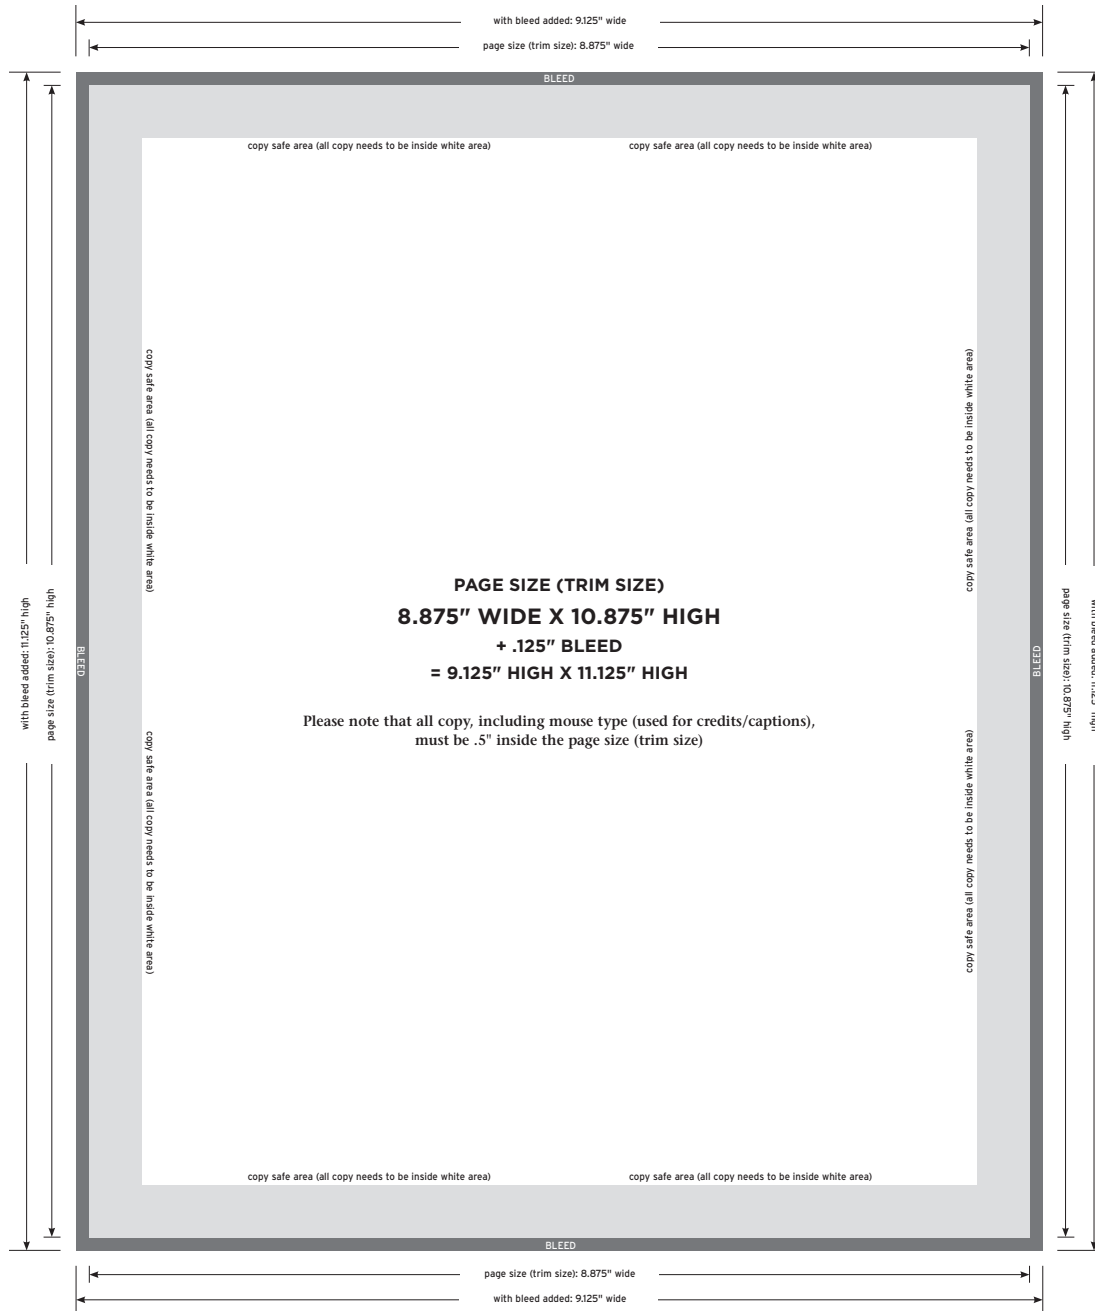 with bleed added: 9.125" wide
page size (trim size): 8.875" wide
BLEED
copy safe area (all copy needs to be inside white area)
copy safe area (all copy needs to be inside white area)
copy safe area (all copy needs to be inside white area)
copy safe area (all copy needs to be inside white area)
with bleed added: 11.125" high
page size (trim size): 10.875" high
BLEED
PAGE SIZE (TRIM SIZE)
8.875" WIDE X 10.875" HIGH
+ .125" BLEED
= 9.125" HIGH X 11.125" HIGH
Please note that all copy, including mouse type (used for credits/captions),
must be .5" inside the page size (trim size)
BLEED
page size (trim size): 10.875" high
copy safe area (all copy needs to be inside white area)
copy safe area (all copy needs to be inside white area)
copy safe area (all copy needs to be inside white area)
copy safe area (all copy needs to be inside white area)
BLEED
page size (trim size): 8.875" wide
with bleed added: 9.125" wide